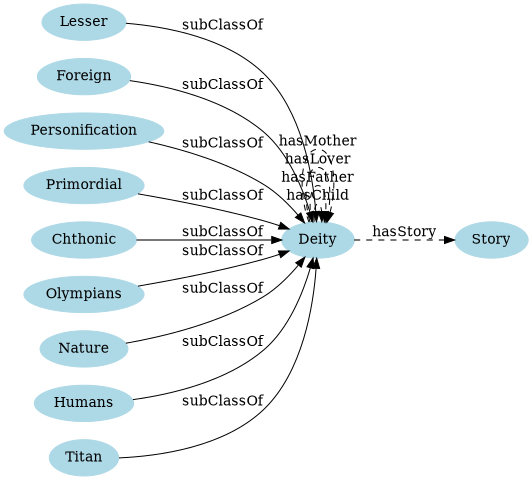 Lesser
subClassOf
Foreign
subClassOf
Personification
subClassOf
hasMother
hasLover
hasFather
hasChild
Primordial
subClassOf
Chthonic
subClassOf
Deity
hasStory
Story
subClassOf
Olympians
subClassOf
Nature
subClassOf
Humans
subClassOf
Titan